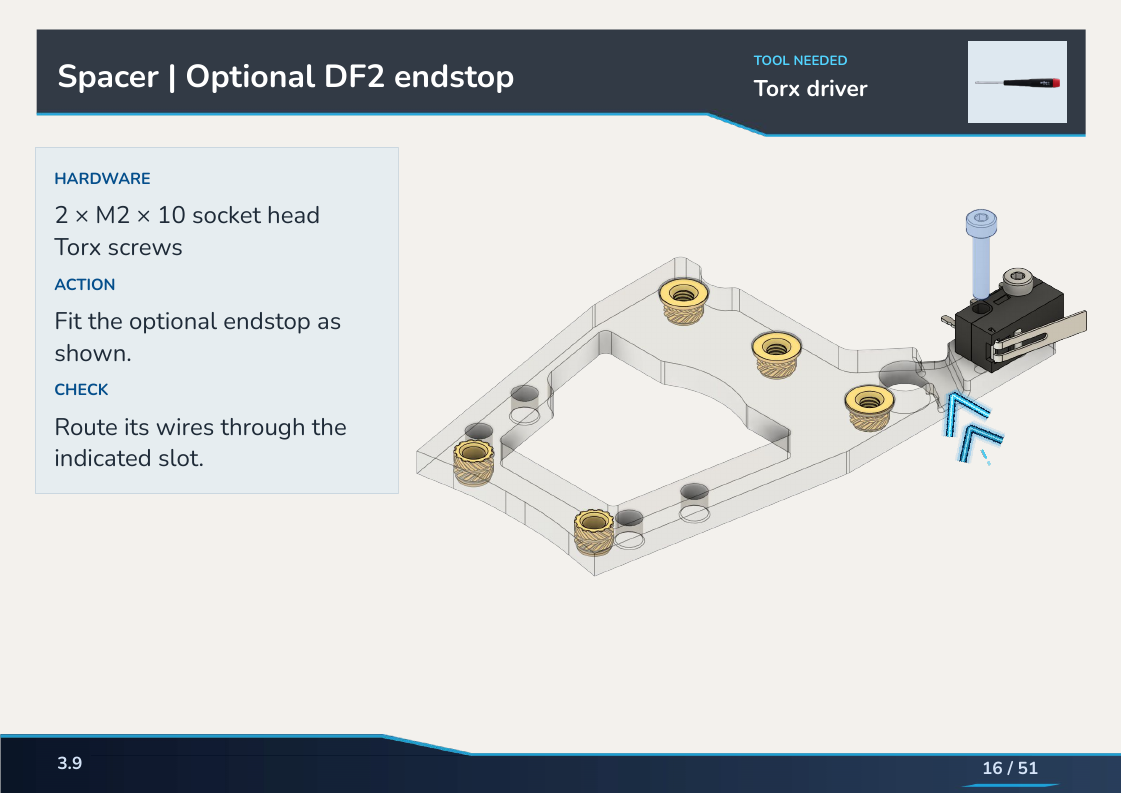 Spacer | Optional DF2 endstop
TOOL NEEDED
Torx driver
HARDWARE
2 × M2 × 10 socket head
Torx screws
ACTION
Fit the optional endstop as
shown.
CHECK
Route its wires through the
indicated slot.
3.9
16 / 51